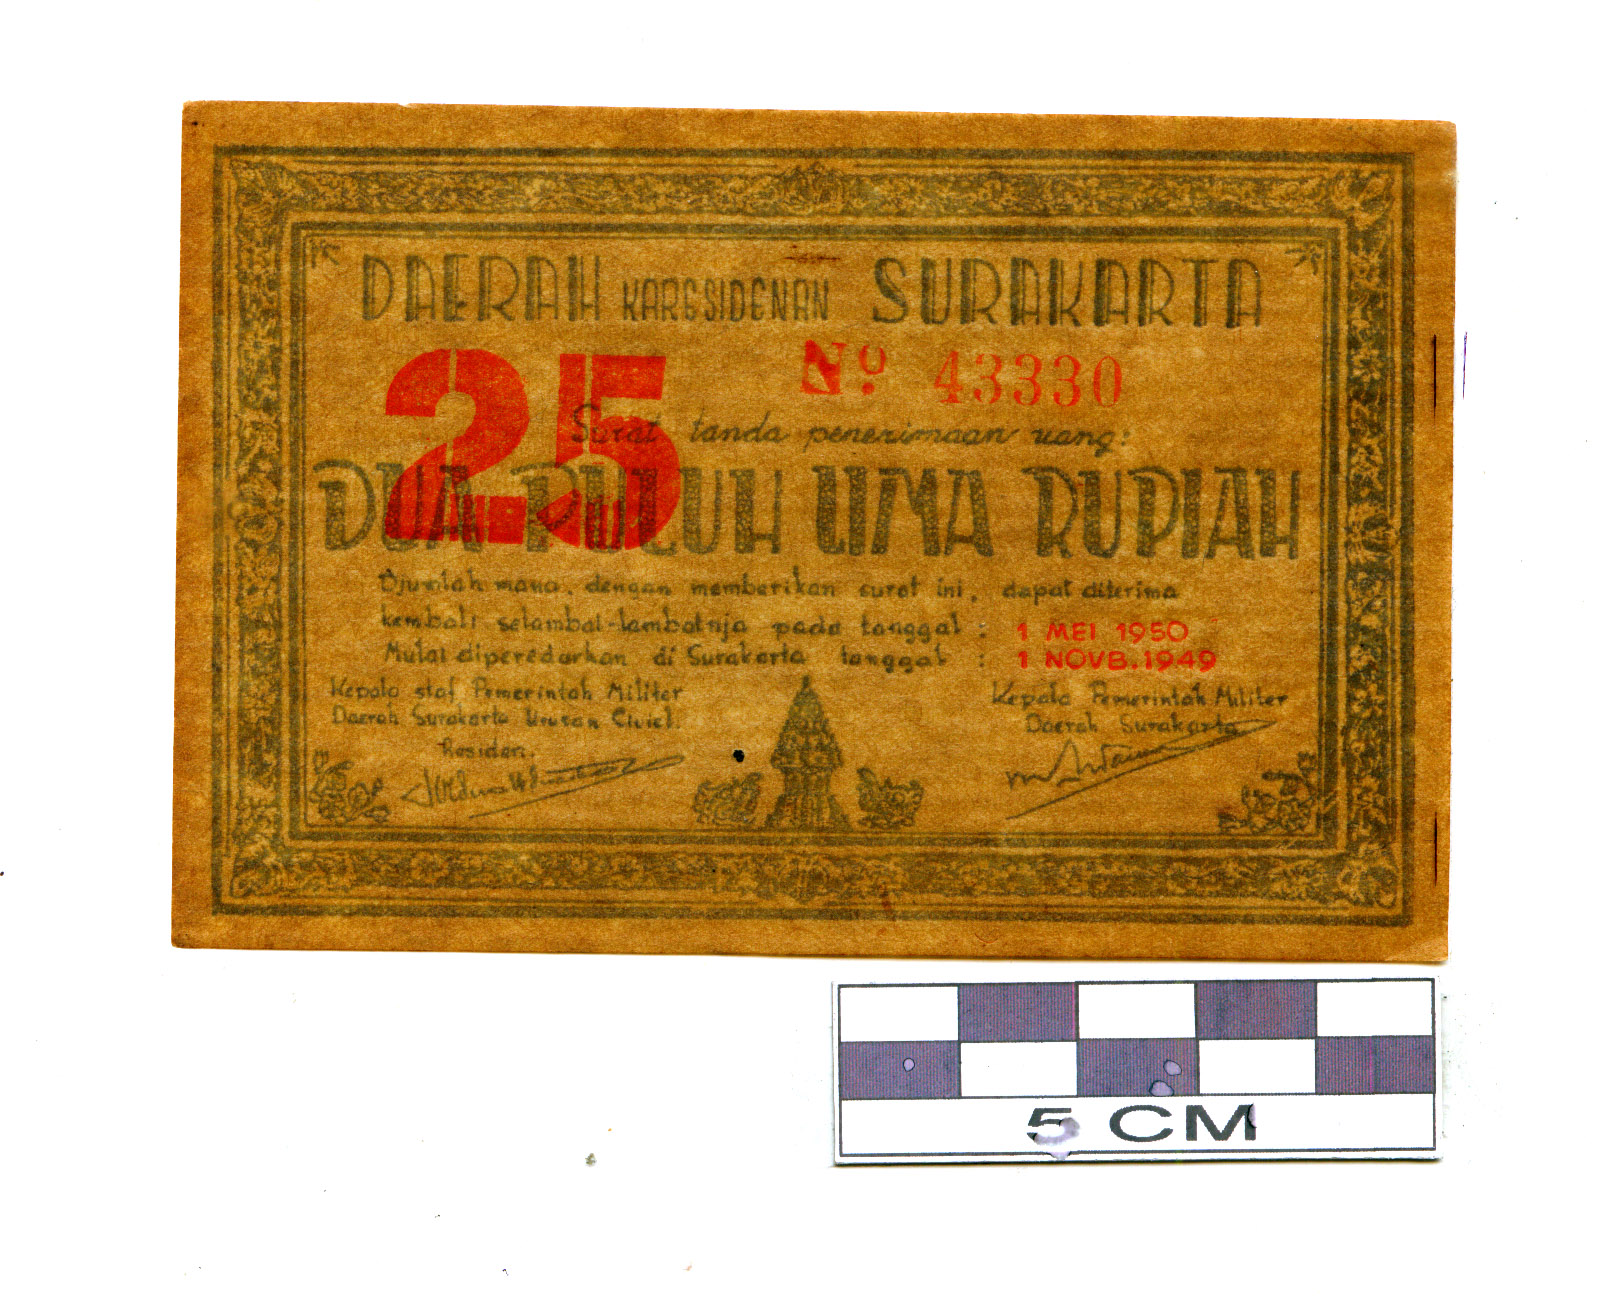 DAERAH KARESIDENAN SURAKARTA
25
No. 43330
Surat tanda penerimaan uang:
DUA PULUH LIMA RUPIAH
Djumlah mana, dengan memberikan surat ini, dapat diterima
kembali selambat-lambatnja pada tanggal : 1 MEI 1950
Mulai diperedarkan di Surakarta tanggal : 1 NOVB.1949
Kepala staf Pemerintah Militer
Daerah Surakarta Urusan Civiel.
Residen,
Kepala Pemerintah Militer
Daerah Surakarta
5 CM